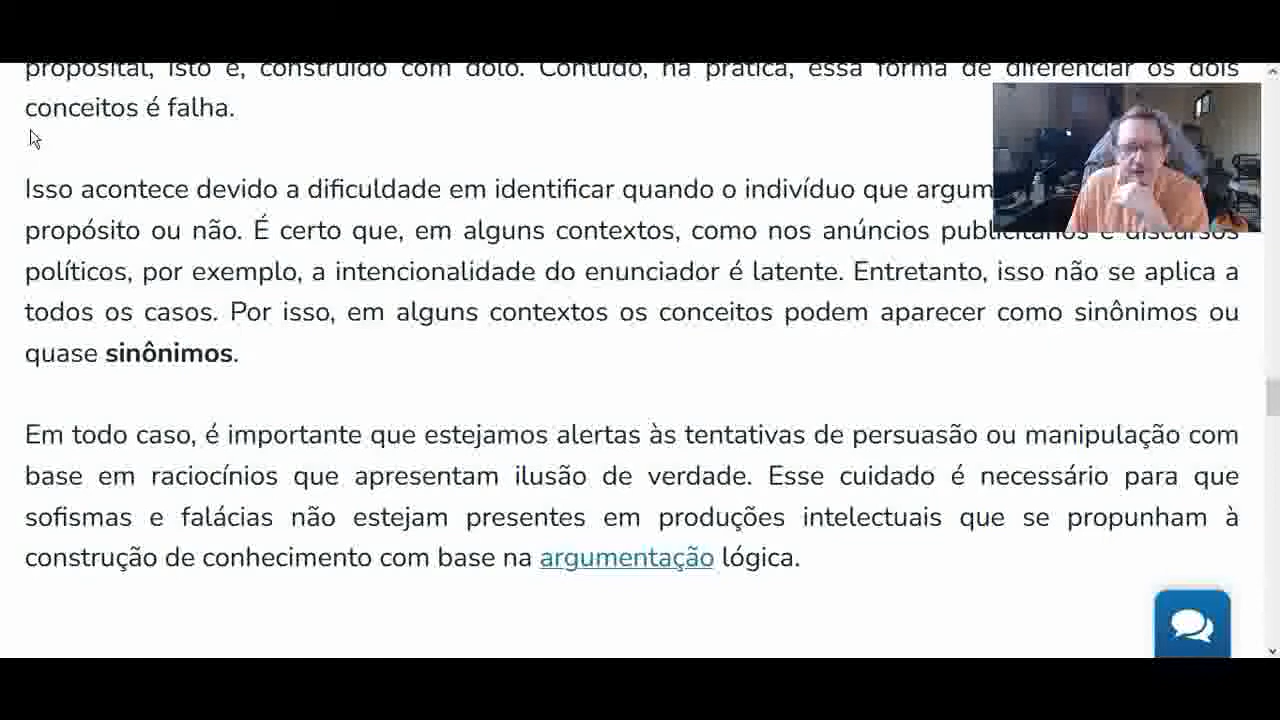 proposital, isto é, construído com dolo. Contudo, na prática, essa forma de diferenciar os dois
conceitos é falha.
Isso acontece devido a dificuldade em identificar quando o indivíduo que argum
propósito ou não. É certo que, em alguns contextos, como nos anúncios publicitários e discursos
políticos, por exemplo, a intencionalidade do enunciador é latente. Entretanto, isso não se aplica a
todos os casos. Por isso, em alguns contextos os conceitos podem aparecer como sinônimos ou
quase sinônimos.
Em todo caso, é importante que estejamos alertas às tentativas de persuasão ou manipulação com
base em raciocínios que apresentam ilusão de verdade. Esse cuidado é necessário para que
sofismas e falácias não estejam presentes em produções intelectuais que se propunham à
construção de conhecimento com base na argumentação lógica.